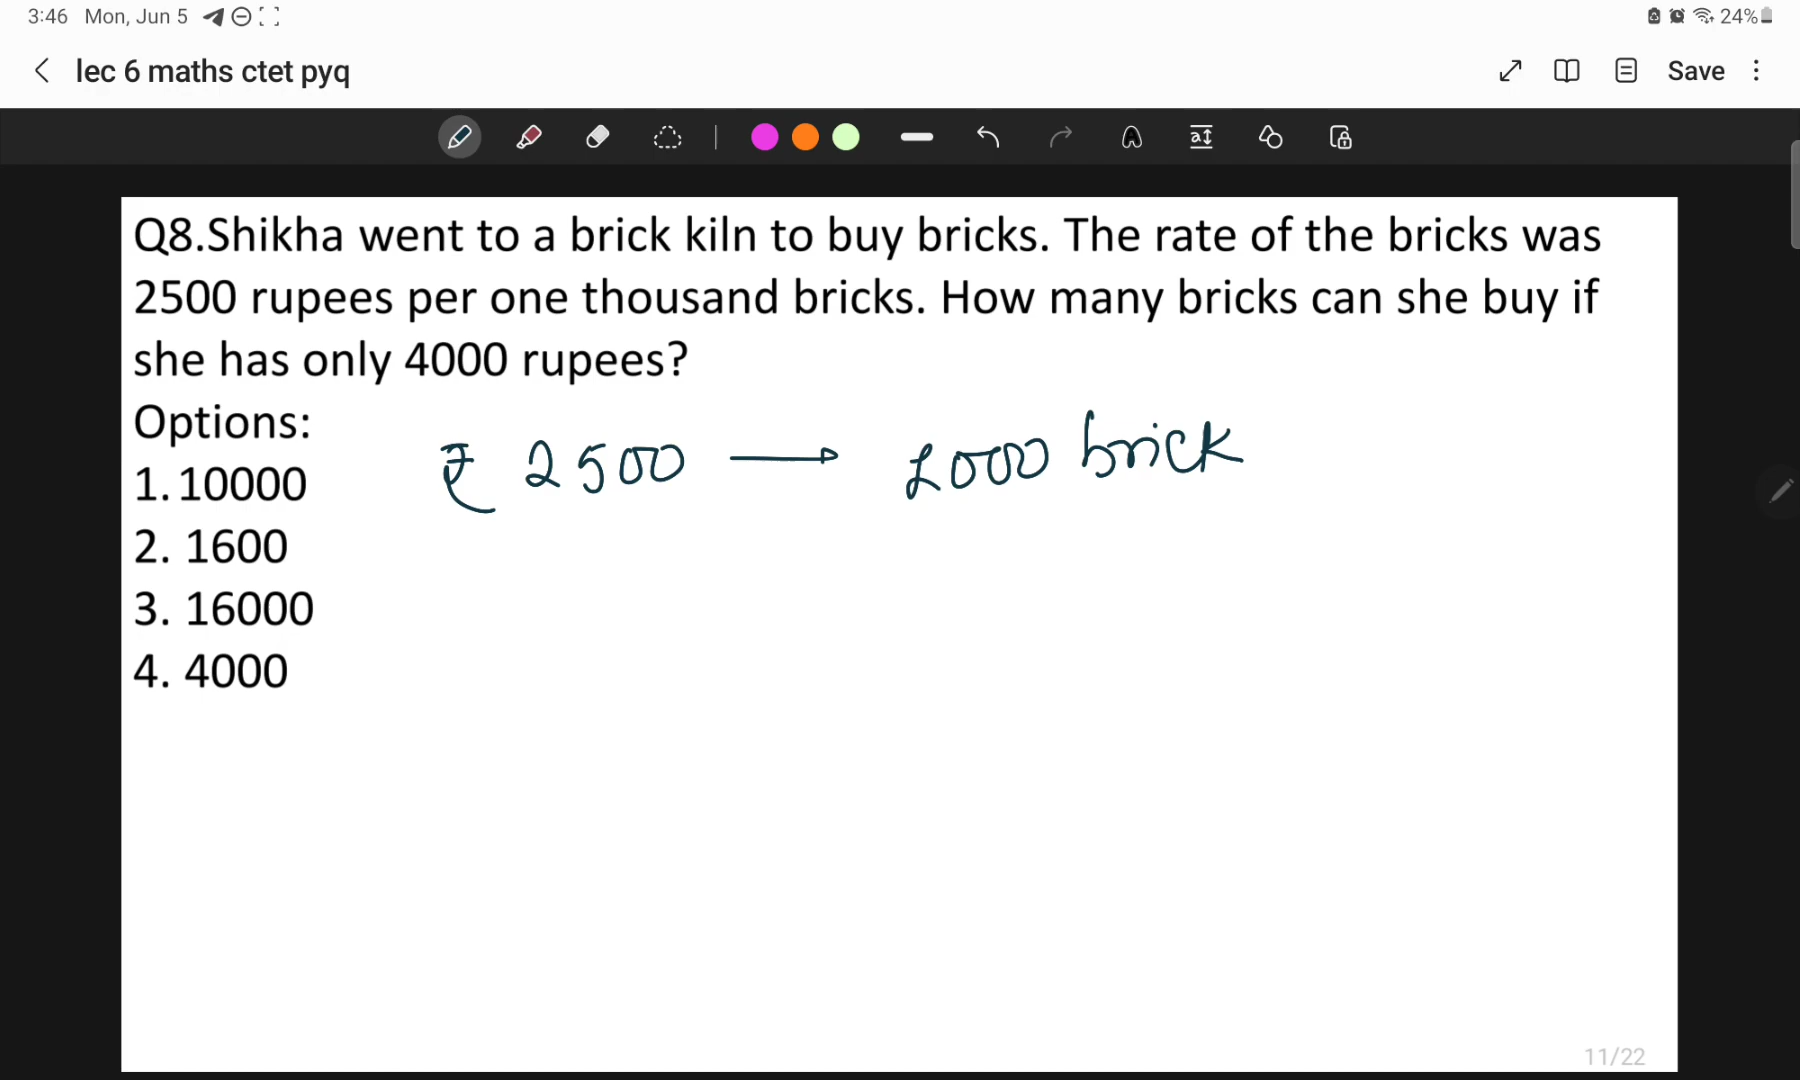 3:46 Mon, Jun 5
24%
lec 6 maths ctet pyq
Save
Q8.Shikha went to a brick kiln to buy bricks. The rate of the bricks was
2500 rupees per one thousand bricks. How many bricks can she buy if
she has only 4000 rupees?
Options:
₹ 2500 → 1000 brick
1. 10000
2. 1600
3. 16000
4. 4000
11/22